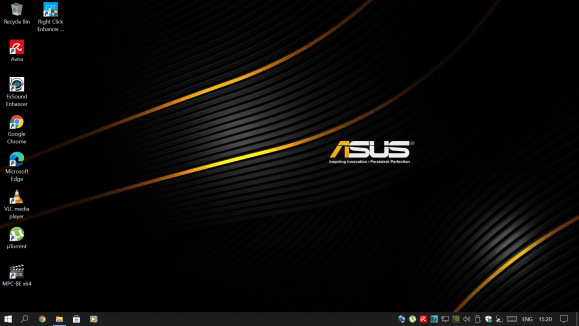 Recycle Bin
Right Click
Enhancer ...
Avira
FxSound
Enhancer
Google
Chrome
Microsoft
Edge
VLC media
player
µTorrent
MPC-BE x64
ASUS
Inspiring Innovation • Persistent Perfection
ENG
15:20